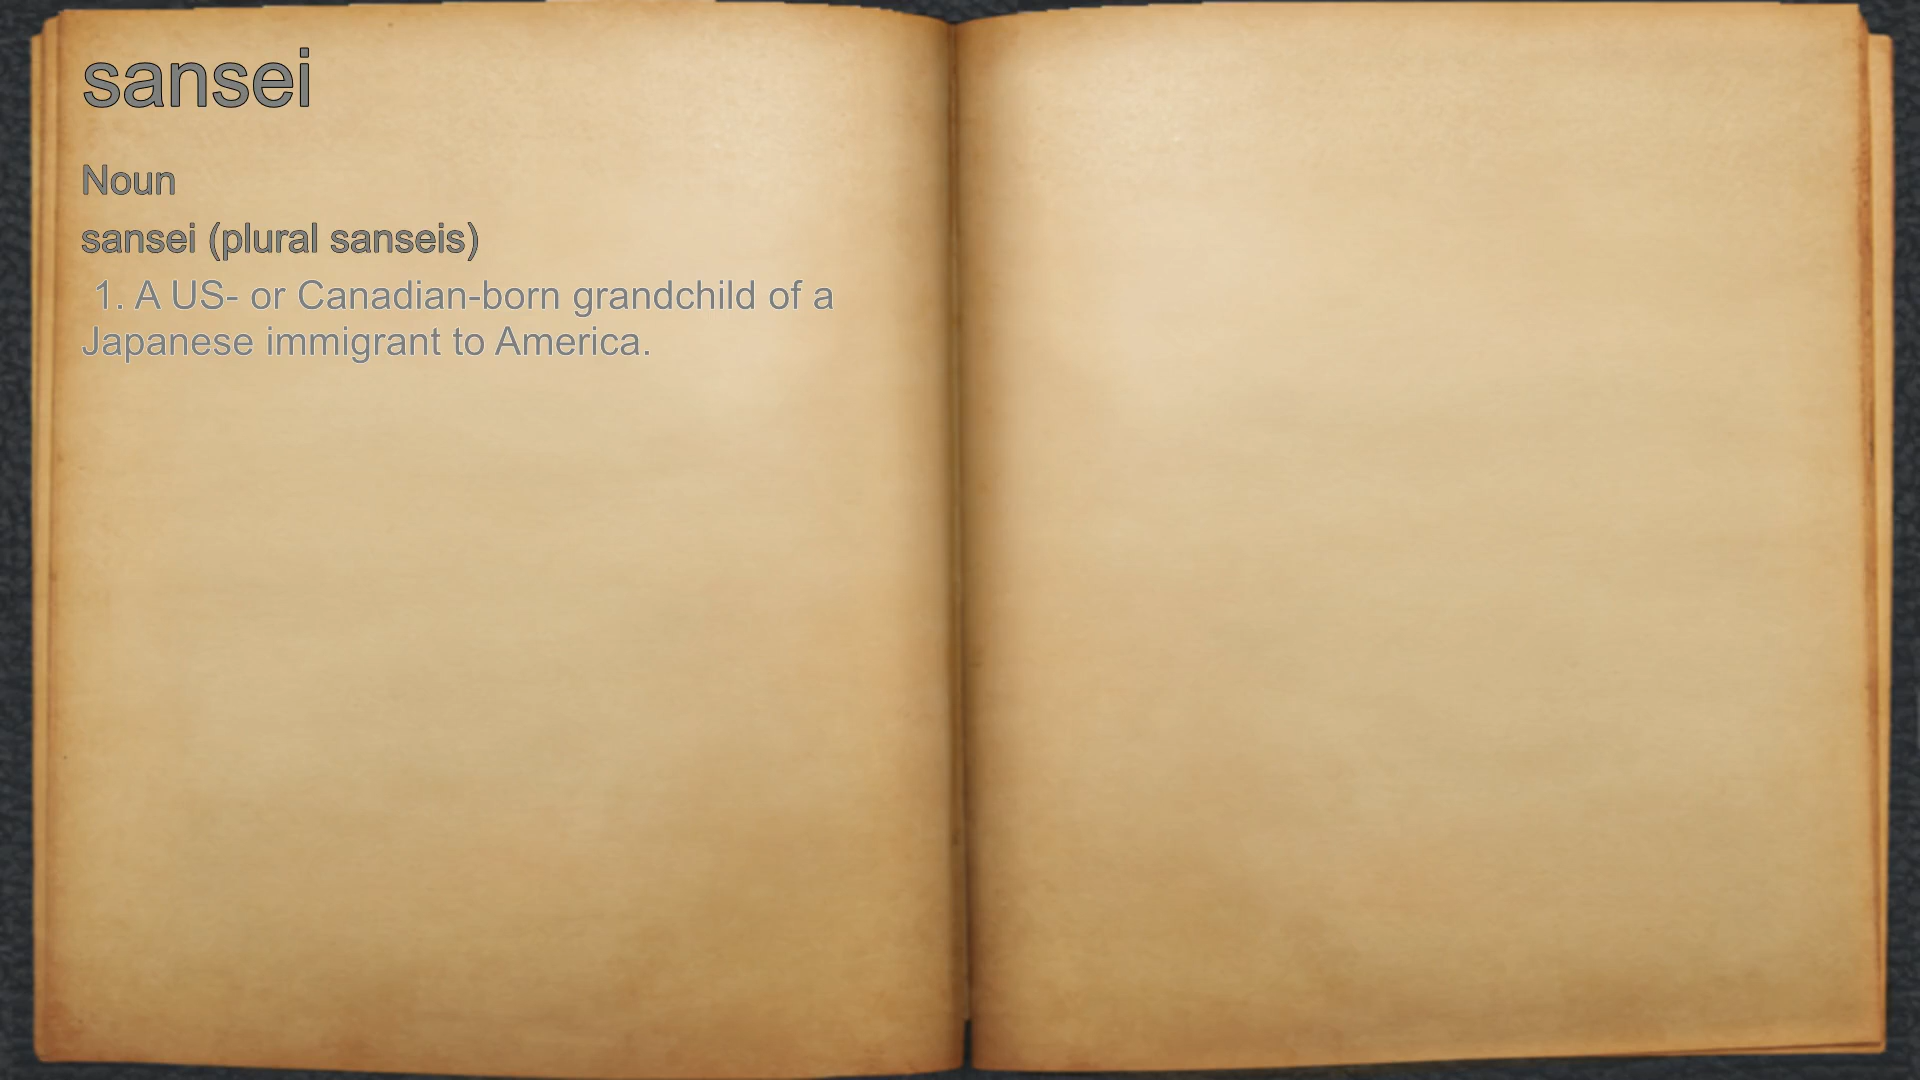 sansei
Noun
sansei (plural sanseis)
1. A US- or Canadian-born grandchild of a
Japanese immigrant to America.